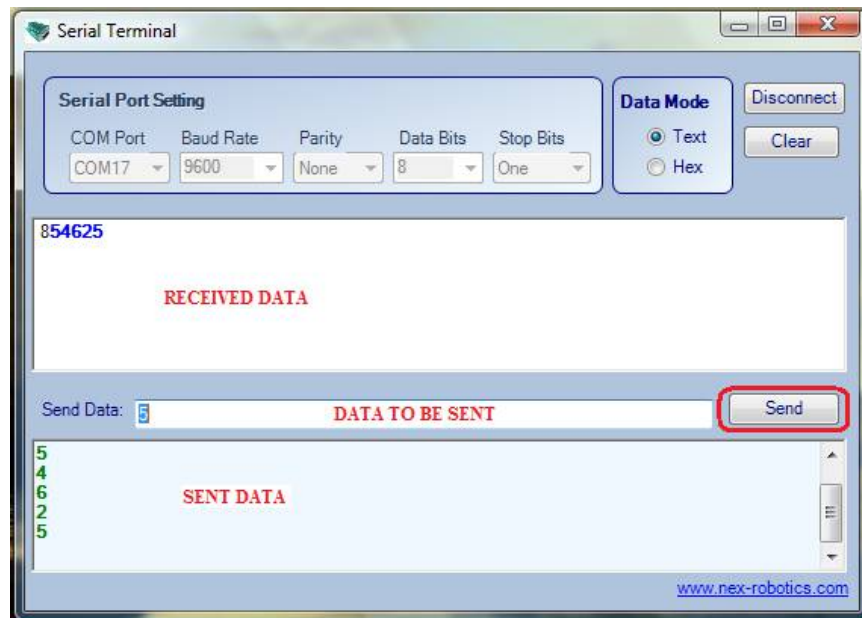 Serial Terminal
Serial Port Setting
COM Port Baud Rate Parity Data Bits Stop Bits
COM17 9600 None 8 One
Data Mode
Text
Hex
Disconnect
Clear
854625
RECEIVED DATA
Send Data: 5 DATA TO BE SENT Send
5
4
6
2
5
SENT DATA
www.nex-robotics.com